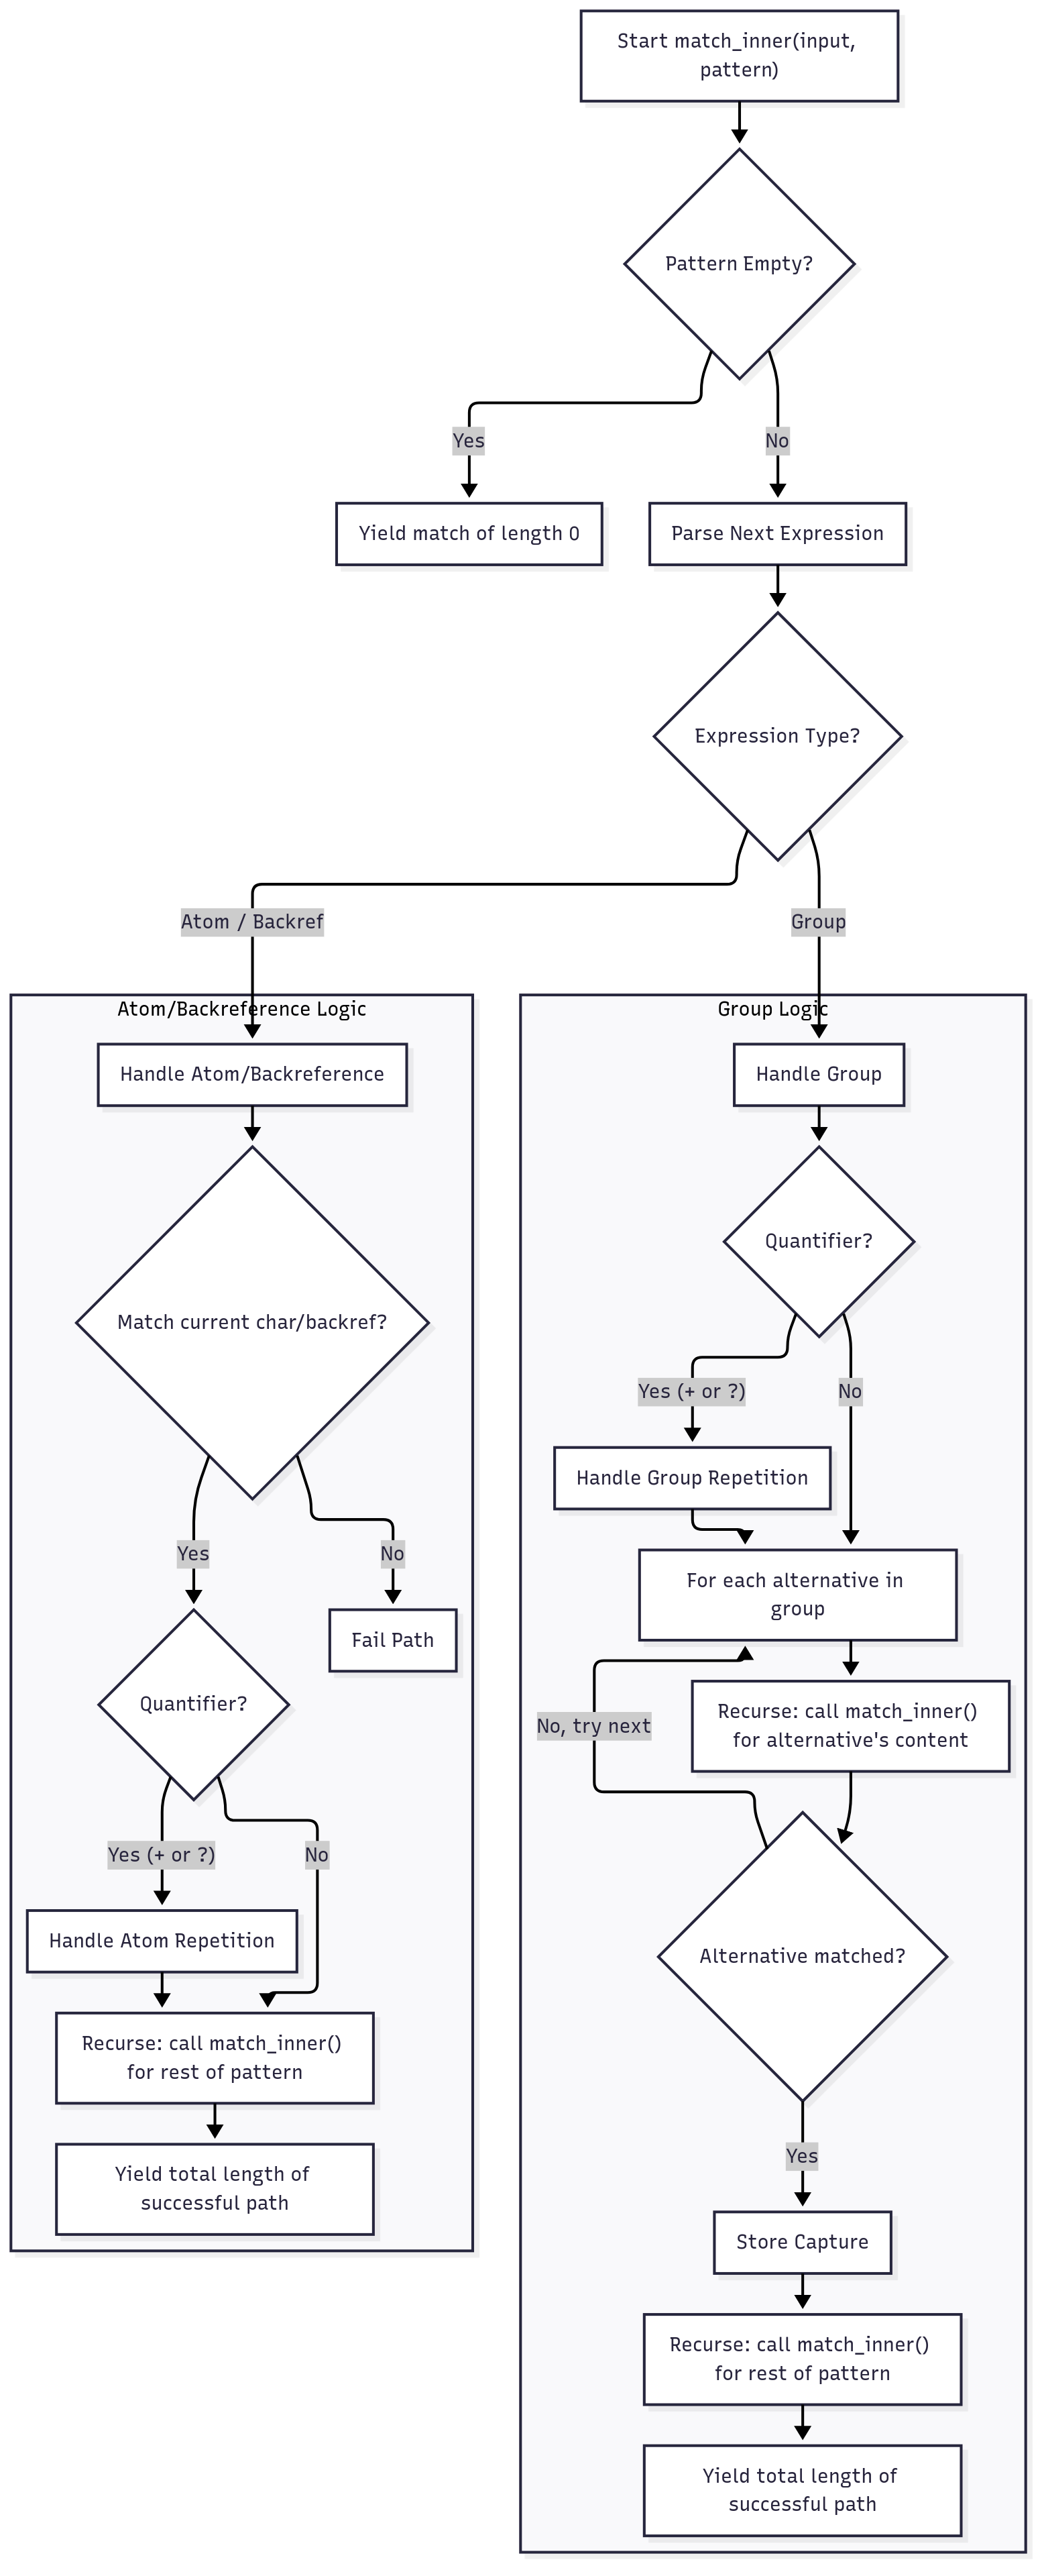 Start match_inner(input,
pattern)
Pattern Empty?
Yes
No
Yield match of length 0
Parse Next Expression
Expression Type?
Atom / Backref
Group
Atom/Backreference Logic
Handle Atom/Backreference
Match current char/backref?
Yes
No
Fail Path
Quantifier?
Yes (+ or ?)
No
Handle Atom Repetition
Recurse: call match_inner()
for rest of pattern
Yield total length of
successful path
Group Logic
Handle Group
Quantifier?
Yes (+ or ?)
No
Handle Group Repetition
For each alternative in
group
No, try next
Recurse: call match_inner()
for alternative's content
Alternative matched?
Yes
Store Capture
Recurse: call match_inner()
for rest of pattern
Yield total length of
successful path